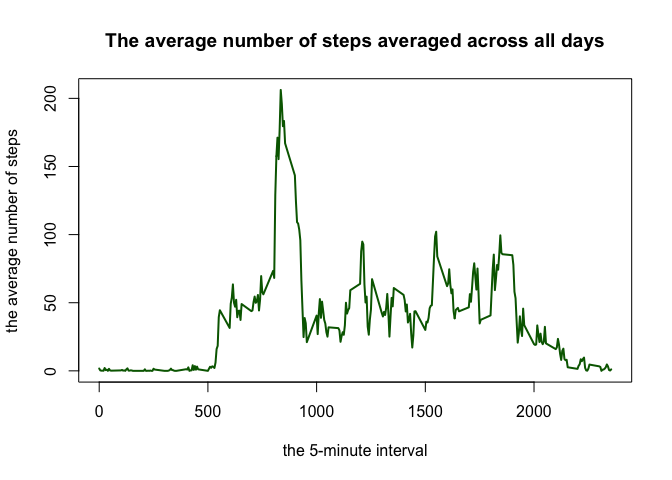 The average number of steps averaged across all days
the average number of steps
200
150
100
50
0
0 500 1000 1500 2000
the 5-minute interval